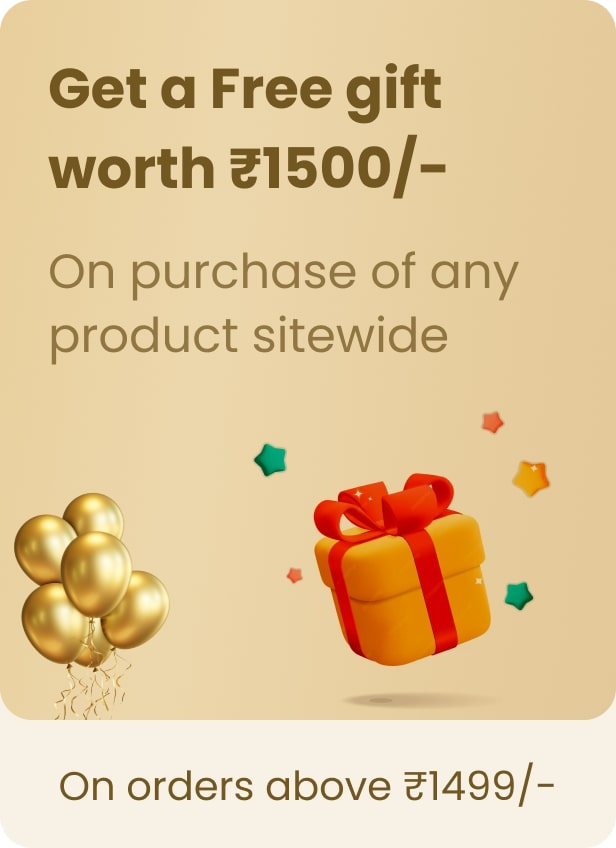 Get a Free gift
worth ₹1500/-
On purchase of any
product sitewide
On orders above ₹1499/-